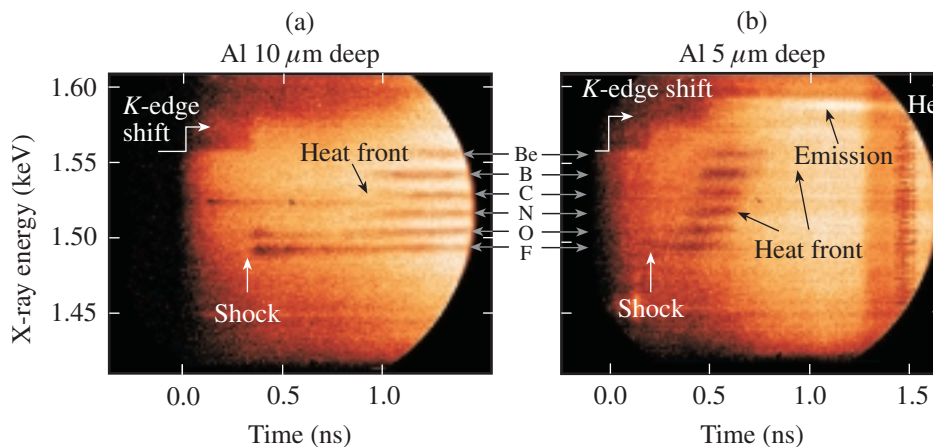 (a)
Al 10 μm deep
(b)
Al 5 μm deep
X-ray energy (keV)
1.60
1.55
1.50
1.45
K-edge
shift
Heat front
Shock
0.0 0.5 1.0
Time (ns)
Be
B
C
N
O
F
K-edge shift
He
Emission
Heat front
Shock
0.0 0.5 1.0 1.5
Time (ns)